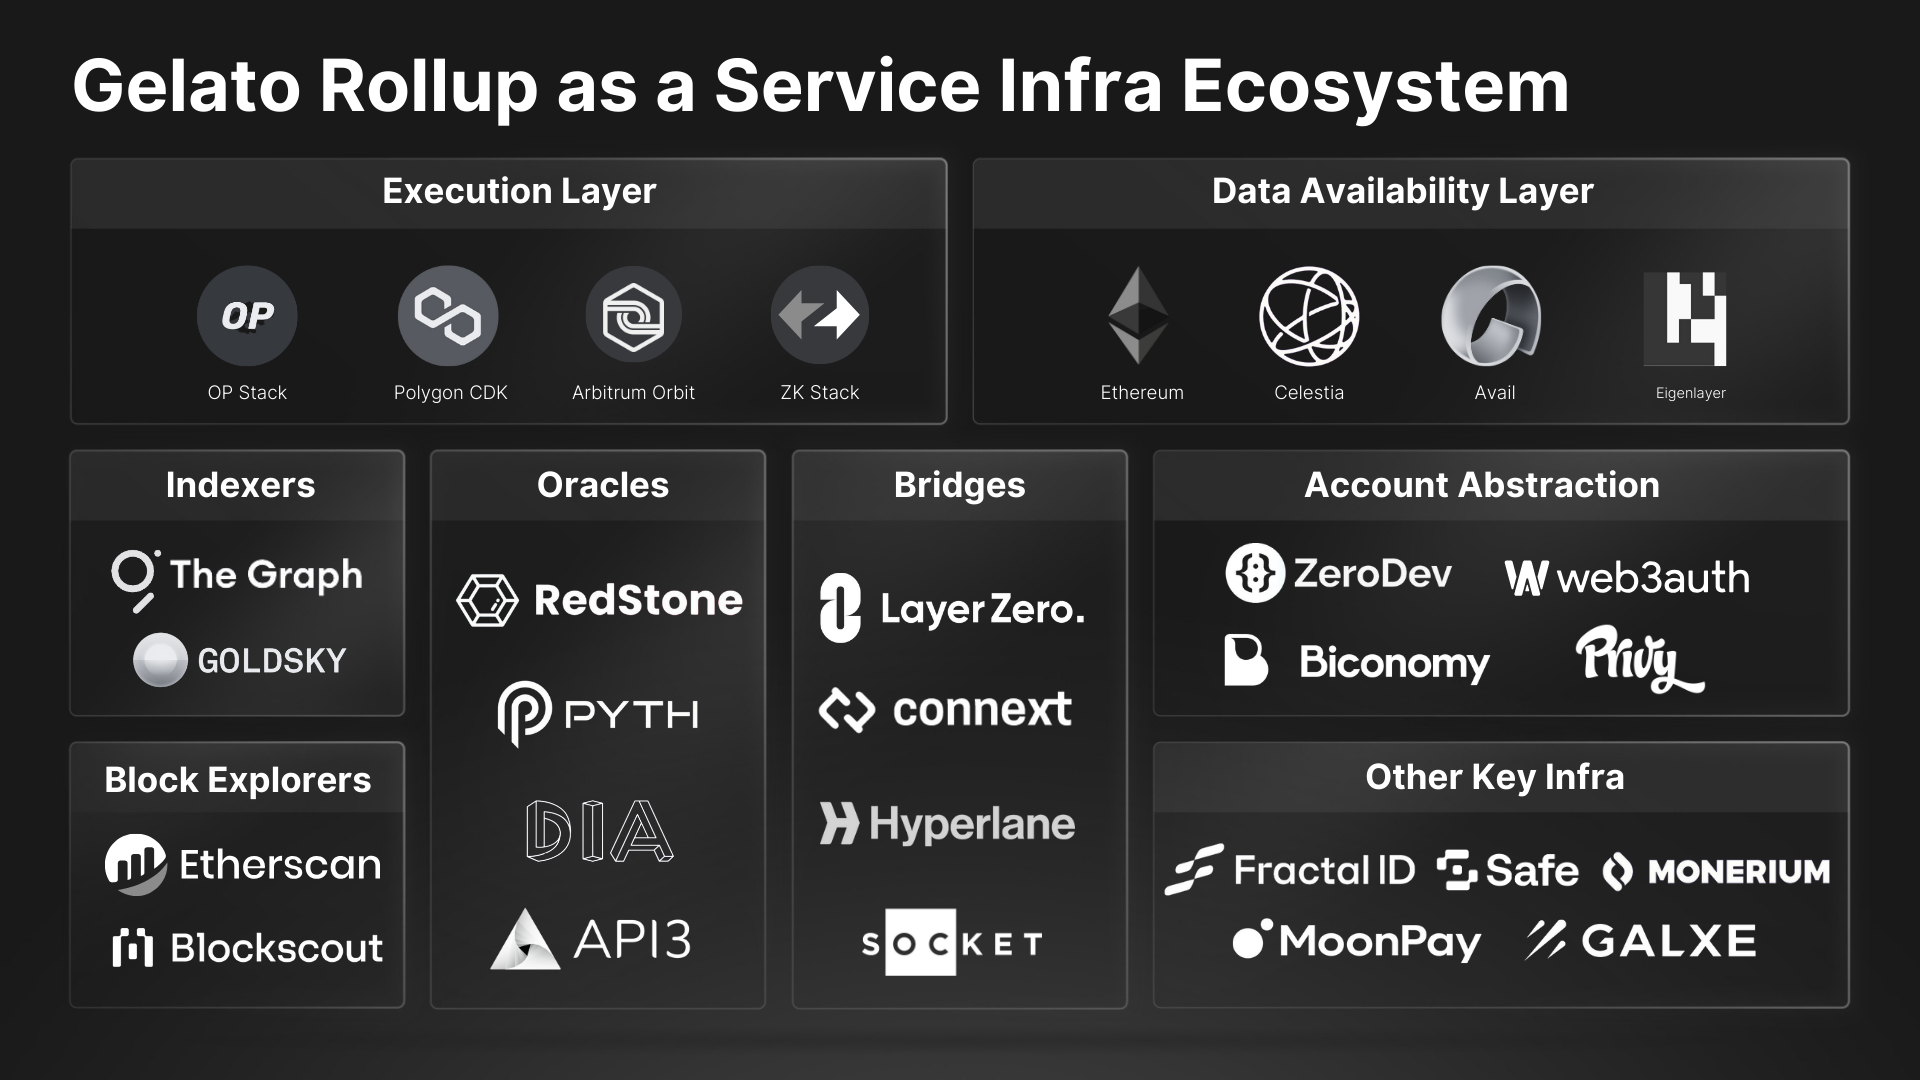 Gelato Rollup as a Service Infra Ecosystem
Execution Layer
OP
OP Stack
Polygon CDK
Arbitrum Orbit
ZK Stack
Data Availability Layer
Ethereum
Celestia
Avail
Eigenlayer
Indexers
The Graph
GOLDSKY
Block Explorers
Etherscan
Blockscout
Oracles
RedStone
PYTH
DIA
API3
Bridges
LayerZero.
connext
Hyperlane
SOCKET
Account Abstraction
ZeroDev
web3auth
Biconomy
Privy
Other Key Infra
Fractal ID
Safe
MONERIUM
MoonPay
GALXE